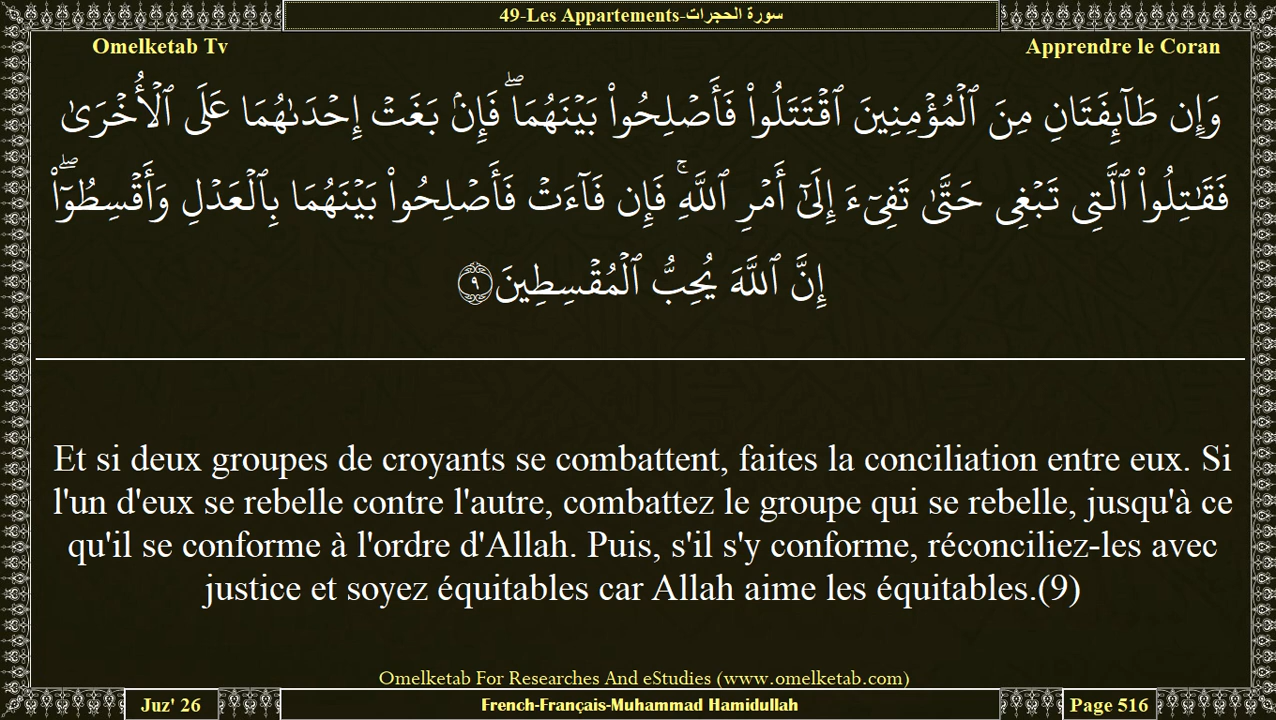 49-Les Appartements-سورة الحجرات
Omelketab Tv
Apprendre le Coran
وَإِن طَآئِفَتَانِ مِنَ ٱلْمُؤْمِنِينَ ٱقْتَتَلُوا۟ فَأَصْلِحُوا۟ بَيْنَهُمَا ۖ فَإِنۢ بَغَتْ إِحْدَىٰهُمَا عَلَى ٱلْأُخْرَىٰ
فَقَٰتِلُوا۟ ٱلَّتِى تَبْغِى حَتَّىٰ تَفِىٓءَ إِلَىٰٓ أَمْرِ ٱللَّهِ ۚ فَإِن فَآءَتْ فَأَصْلِحُوا۟ بَيْنَهُمَا بِٱلْعَدْلِ وَأَقْسِطُوٓا۟ ۖ
إِنَّ ٱللَّهَ يُحِبُّ ٱلْمُقْسِطِينَ ٩
Et si deux groupes de croyants se combattent, faites la conciliation entre eux. Si
l'un d'eux se rebelle contre l'autre, combattez le groupe qui se rebelle, jusqu'à ce
qu'il se conforme à l'ordre d'Allah. Puis, s'il s'y conforme, réconciliez-les avec
justice et soyez équitables car Allah aime les équitables.(9)
Omelketab For Researches And eStudies (www.omelketab.com)
Juz' 26
French-Français-Muhammad Hamidullah
Page 516